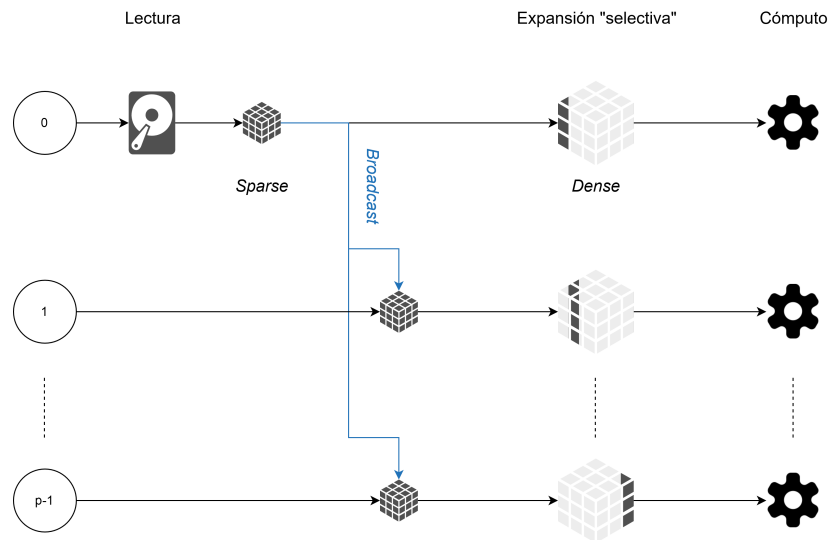 Lectura
Expansión "selectiva"
Cómputo
0
Sparse
Broadcast
Dense
1
p-1